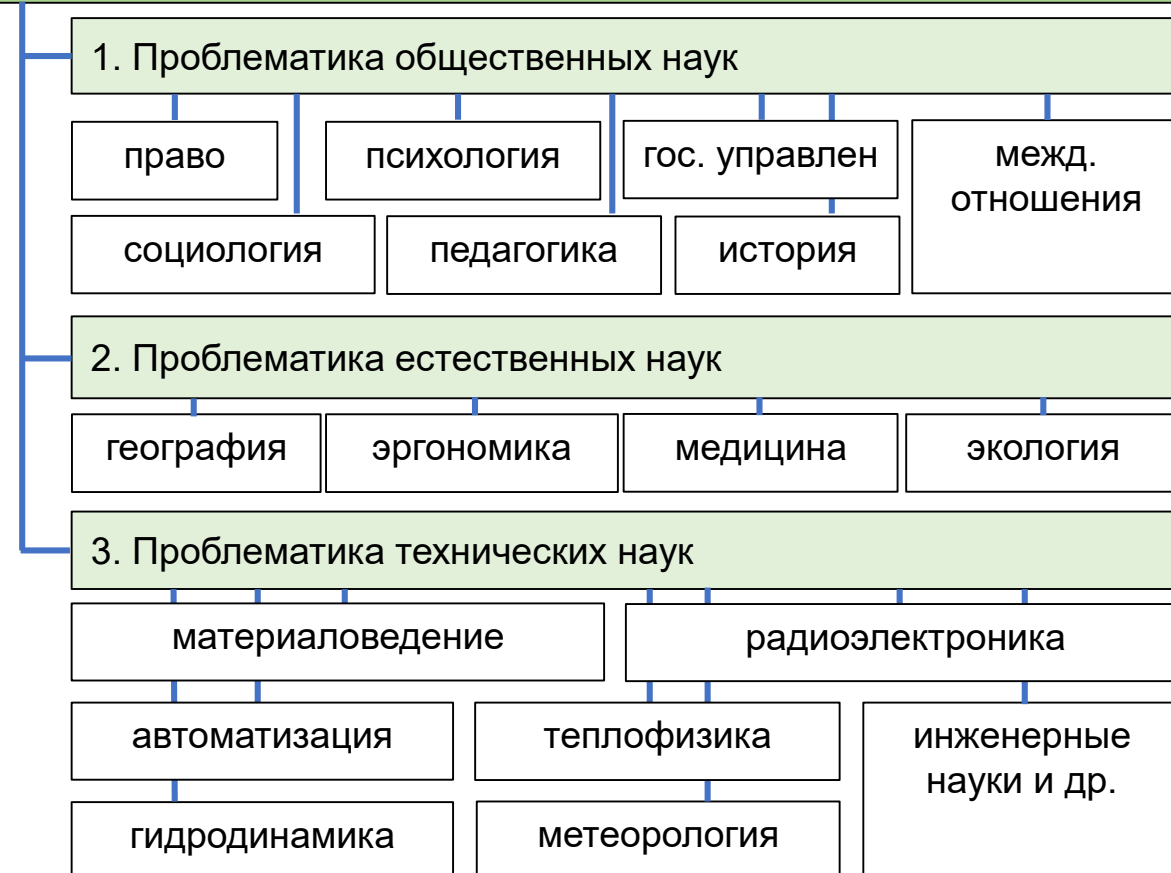 1. Проблематика общественных наук
право
психология
гос. управлен
межд.
отношения
социология
педагогика
история
2. Проблематика естественных наук
география
эргономика
медицина
экология
3. Проблематика технических наук
материаловедение
радиоэлектроника
автоматизация
теплофизика
инженерные
науки и др.
гидродинамика
метеорология